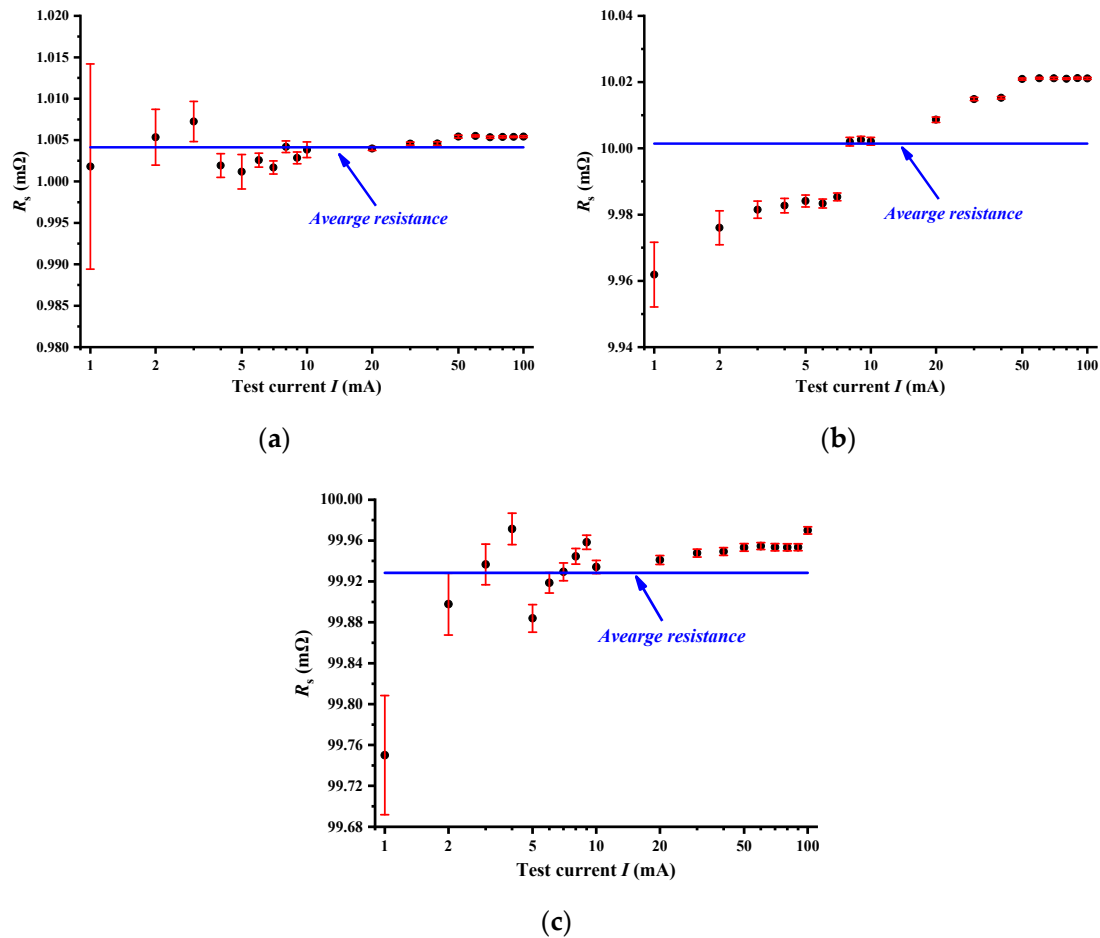 1.020
1.015
1.010
1.005
1.000
0.995
0.990
0.985
0.980
Rs (mΩ)
Avearge resistance
1 2 5 10 20 50 100
Test current I (mA)
(a)
10.04
10.02
10.00
9.98
9.96
9.94
Rs (mΩ)
Avearge resistance
1 2 5 10 20 50 100
Test current I (mA)
(b)
100.00
99.96
99.92
99.88
99.84
99.80
99.76
99.72
99.68
Rs (mΩ)
Avearge resistance
1 2 5 10 20 50 100
Test current I (mA)
(c)